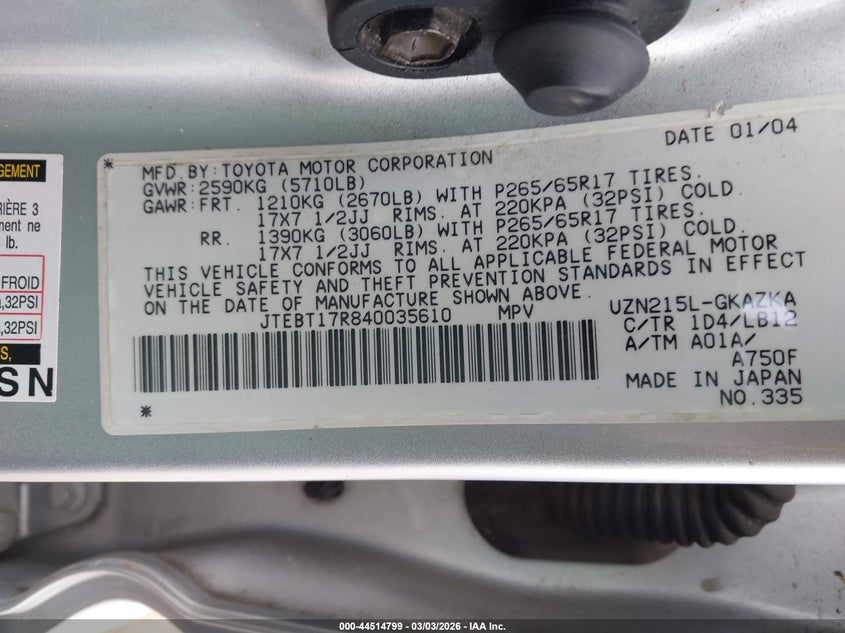 GEMENT
RIÈRE 3
ment ne
lb.
FROID
,32PSI
,32PSI
S,
SN
DATE 01/04
* MFD.BY:TOYOTA MOTOR CORPORATION
GVWR:2590KG (5710LB)
GAWR:FRT. 1210KG (2670LB) WITH P265/65R17 TIRES.
17X7 1/2JJ RIMS. AT 220KPA (32PSI) COLD.
RR. 1390KG (3060LB) WITH P265/65R17 TIRES.
17X7 1/2JJ RIMS. AT 220KPA (32PSI) COLD.
THIS VEHICLE CONFORMS TO ALL APPLICABLE FEDERAL MOTOR
VEHICLE SAFETY AND THEFT PREVENTION STANDARDS IN EFFECT
ON THE DATE OF MANUFACTURE SHOWN ABOVE.
JTEBT17R840035610 MPV
UZN215L-GKAZKA
C/TR 1D4/LB12
A/TM A01A/
A750F
MADE IN JAPAN
* NO.335
000-44514799 - 03/03/2026 - IAA Inc.